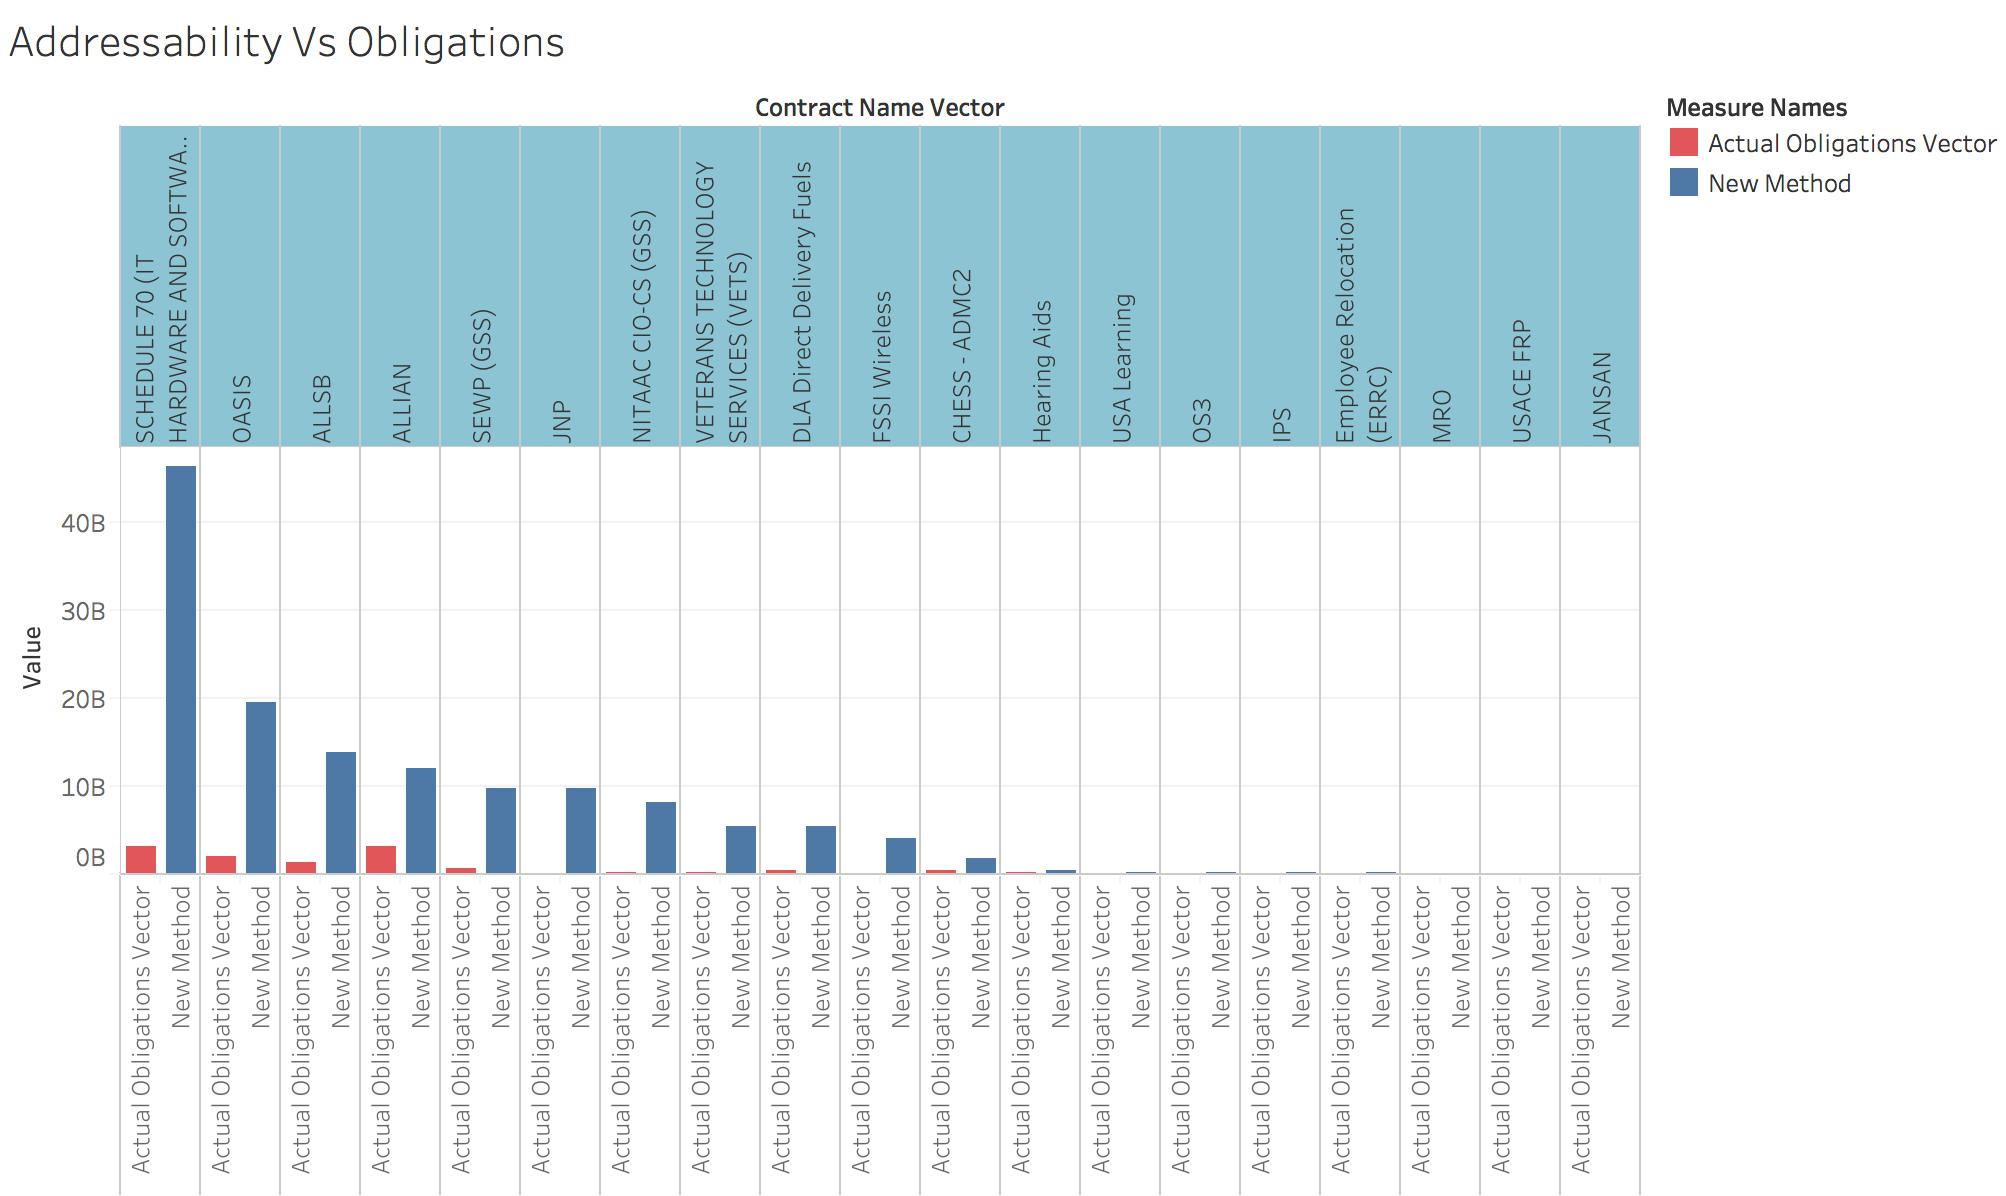 Addressability Vs Obligations
Contract Name Vector
Measure Names
Actual Obligations Vector
New Method
SCHEDULE 70 (IT
HARDWARE AND SOFTWA..
OASIS
ALLSB
ALLIAN
SEWP (GSS)
JNP
NITAAC CIO-CS (GSS)
VETERANS TECHNOLOGY
SERVICES (VETS)
DLA Direct Delivery Fuels
FSSI Wireless
CHESS - ADMC2
Hearing Aids
USA Learning
OS3
IPS
Employee Relocation
(ERRC)
MRO
USACE FRP
JANSAN
Value
40B
30B
20B
10B
0B
Actual Obligations Vector
New Method
Actual Obligations Vector
New Method
Actual Obligations Vector
New Method
Actual Obligations Vector
New Method
Actual Obligations Vector
New Method
Actual Obligations Vector
New Method
Actual Obligations Vector
New Method
Actual Obligations Vector
New Method
Actual Obligations Vector
New Method
Actual Obligations Vector
New Method
Actual Obligations Vector
New Method
Actual Obligations Vector
New Method
Actual Obligations Vector
New Method
Actual Obligations Vector
New Method
Actual Obligations Vector
New Method
Actual Obligations Vector
New Method
Actual Obligations Vector
New Method
Actual Obligations Vector
New Method
Actual Obligations Vector
New Method